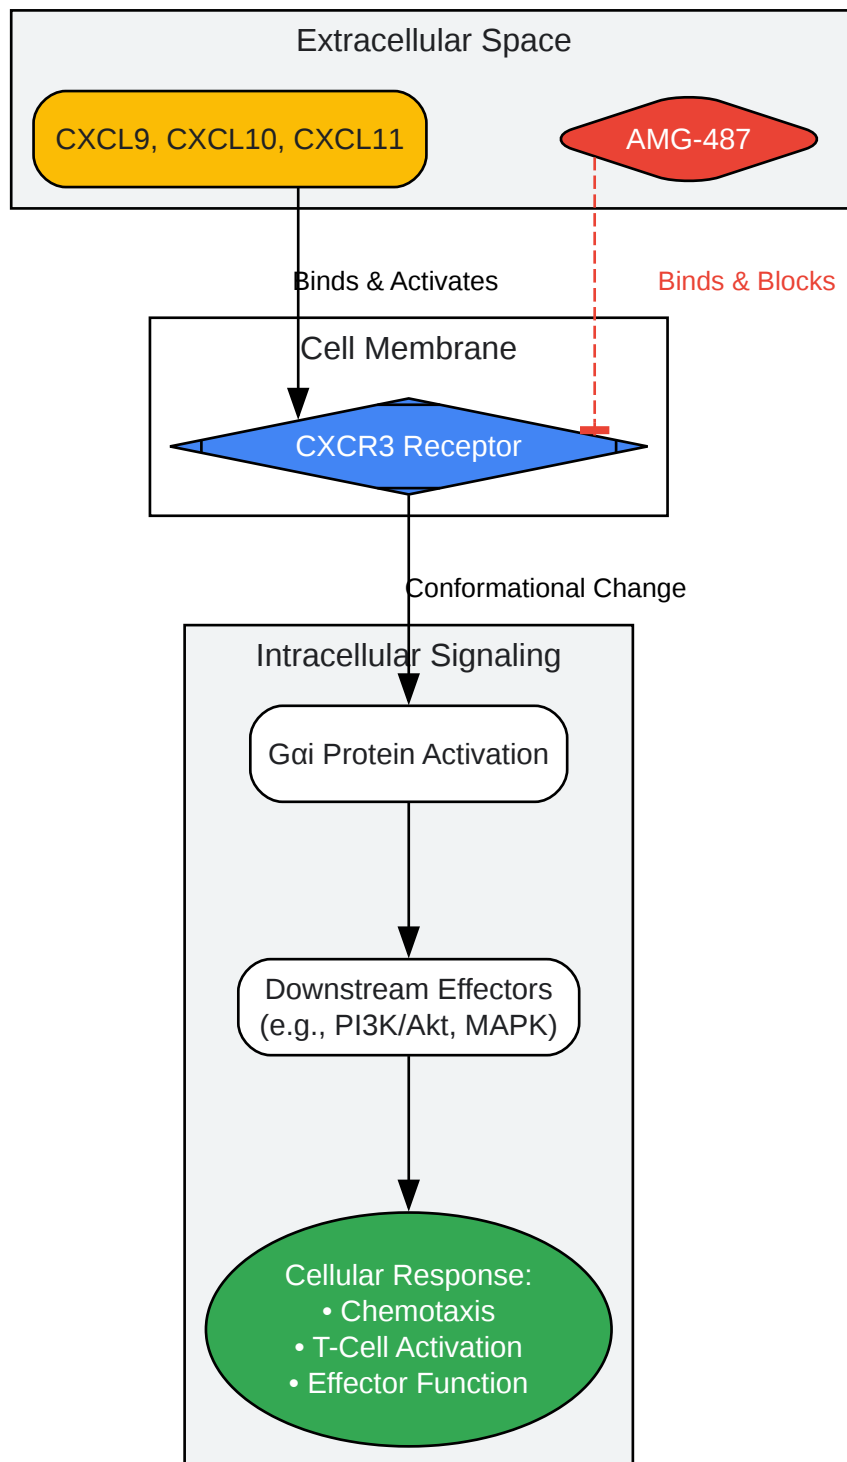 Extracellular Space
CXCL9, CXCL10, CXCL11
AMG-487
Binds & Activates
Binds & Blocks
Cell Membrane
CXCR3 Receptor
Conformational Change
Intracellular Signaling
Gαi Protein Activation
Downstream Effectors
(e.g., PI3K/Akt, MAPK)
Cellular Response:
• Chemotaxis
• T-Cell Activation
• Effector Function